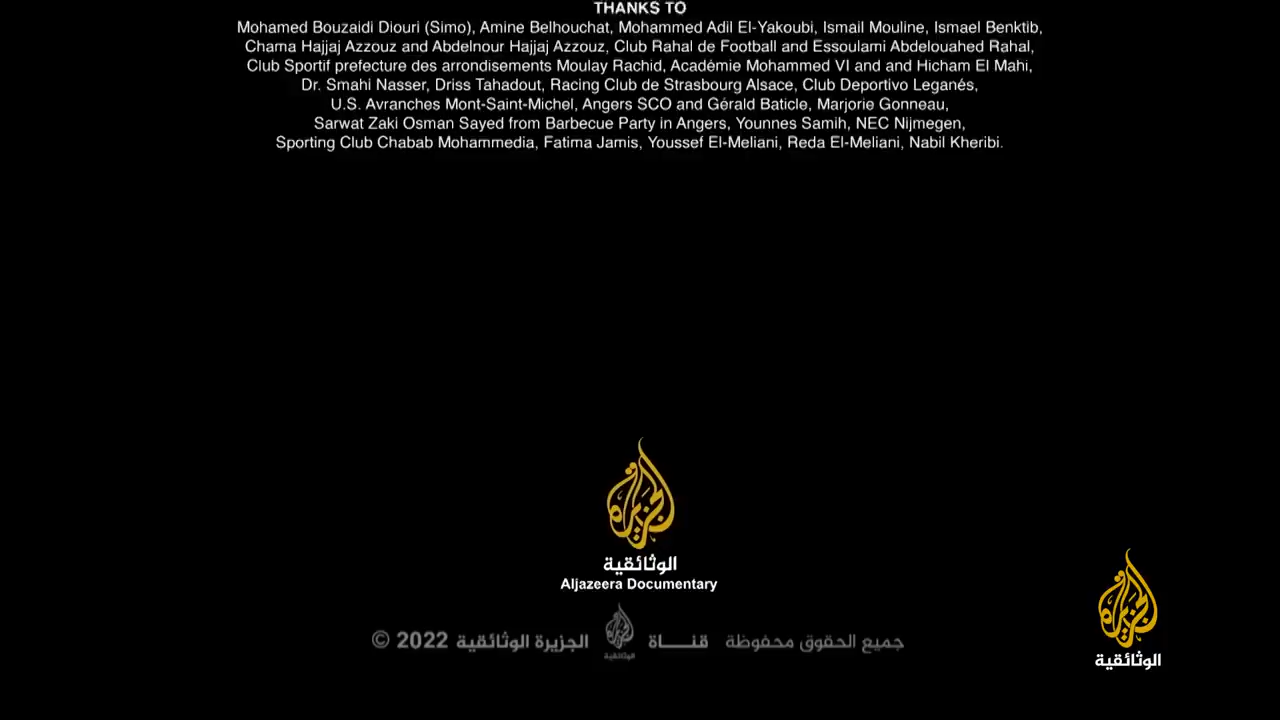 THANKS TO
Mohamed Bouzaidi Diouri (Simo), Amine Belhouchat, Mohammed Adil El-Yakoubi, Ismail Mouline, Ismael Benktib,
Chama Hajjaj Azzouz and Abdelnour Hajjaj Azzouz, Club Rahal de Football and Essoulami Abdelouahed Rahal,
Club Sportif prefecture des arrondisements Moulay Rachid, Académie Mohammed VI and and Hicham El Mahi,
Dr. Smahi Nasser, Driss Tahadout, Racing Club de Strasbourg Alsace, Club Deportivo Leganés,
U.S. Avranches Mont-Saint-Michel, Angers SCO and Gérald Baticle, Marjorie Gonneau,
Sarwat Zaki Osman Sayed from Barbecue Party in Angers, Younnes Samih, NEC Nijmegen,
Sporting Club Chabab Mohammedia, Fatima Jamis, Youssef El-Meliani, Reda El-Meliani, Nabil Kheribi.
الجزيرة
الوثائقية
Aljazeera Documentary
جميع الحقوق محفوظة قنـــاة الجزيرة الوثائقية 2022 ©
الجزيرة
الوثائقية